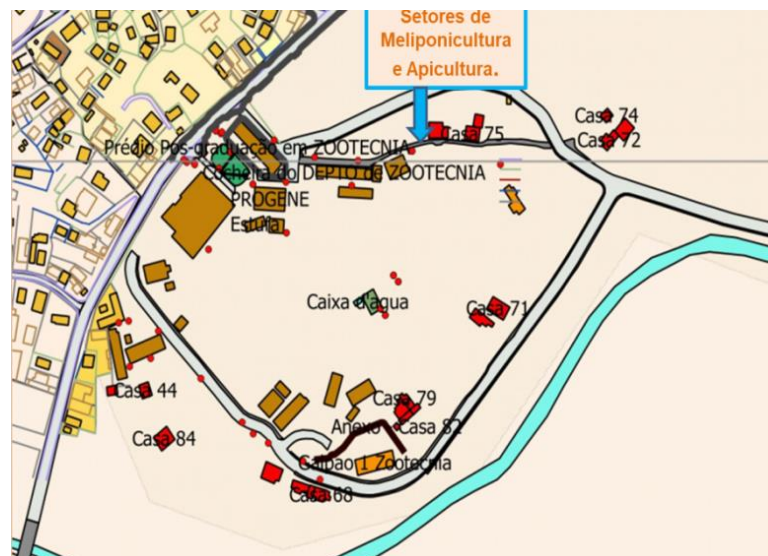 Setores de
Meliponicultura
e Apicultura.
Casa 74
Casa 75
Casa 72
Prédio Pós-graduação em ZOOTECNIA
Cocheira do DEPTO de ZOOTECNIA
PROGENE
Estufa
Caixa d'água
Casa 71
Casa 44
Casa 79
Anexo - Casa 82
Casa 84
Galpão 1 Zootecnia
Casa 68